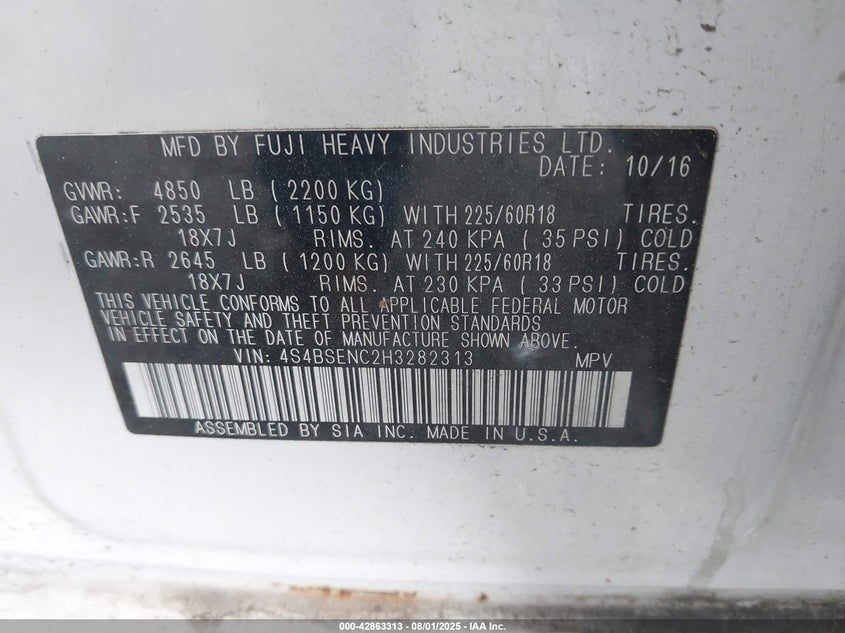 MFD BY FUJI HEAVY INDUSTRIES LTD.
DATE: 10/16
GVWR: 4850 LB ( 2200 KG)
GAWR:F 2535 LB ( 1150 KG) WITH 225/60R18 TIRES.
18X7J RIMS. AT 240 KPA ( 35 PSI) COLD
GAWR:R 2645 LB ( 1200 KG) WITH 225/60R18 TIRES.
18X7J RIMS. AT 230 KPA ( 33 PSI) COLD
THIS VEHICLE CONFORMS TO ALL APPLICABLE FEDERAL MOTOR
VEHICLE SAFETY AND THEFT PREVENTION STANDARDS
IN EFFECT ON THE DATE OF MANUFACTURE SHOWN ABOVE.
VIN: 4S4BSENC2H3282313 MPV
ASSEMBLED BY SIA INC. MADE IN U.S.A.
000-42863313 - 08/01/2025 - IAA Inc.